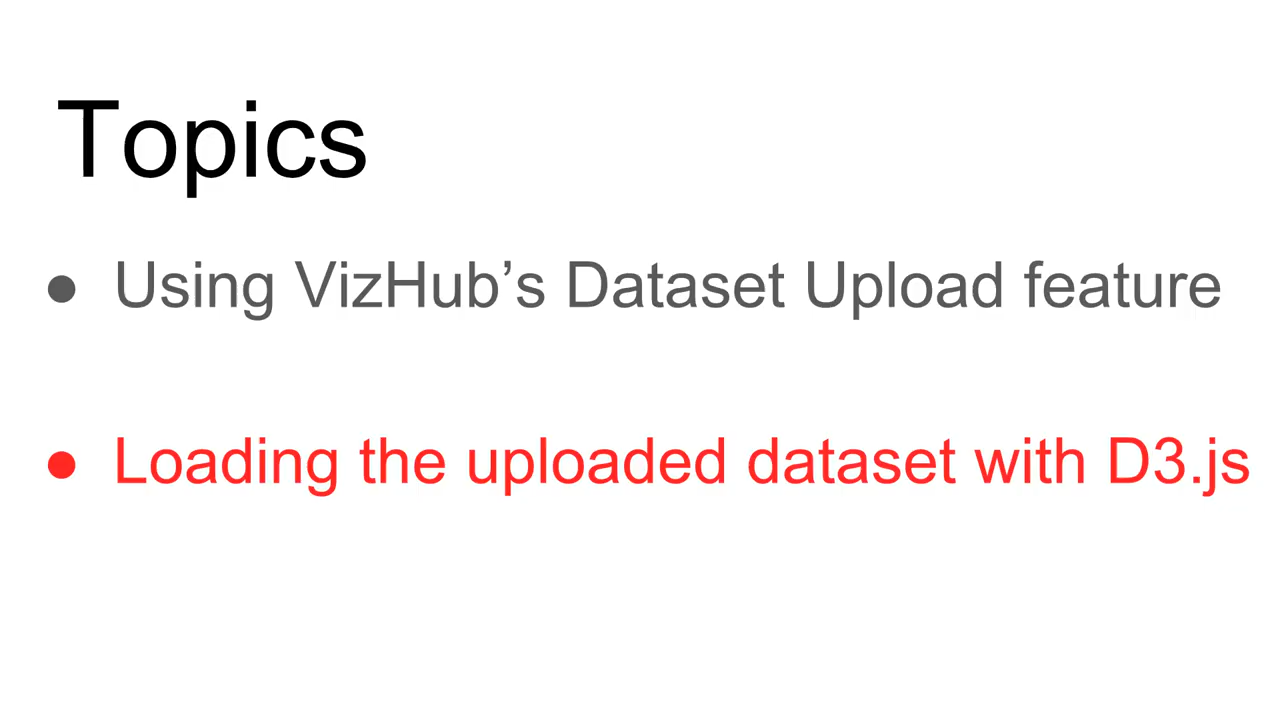 Topics
● Using VizHub’s Dataset Upload feature
● Loading the uploaded dataset with D3.js